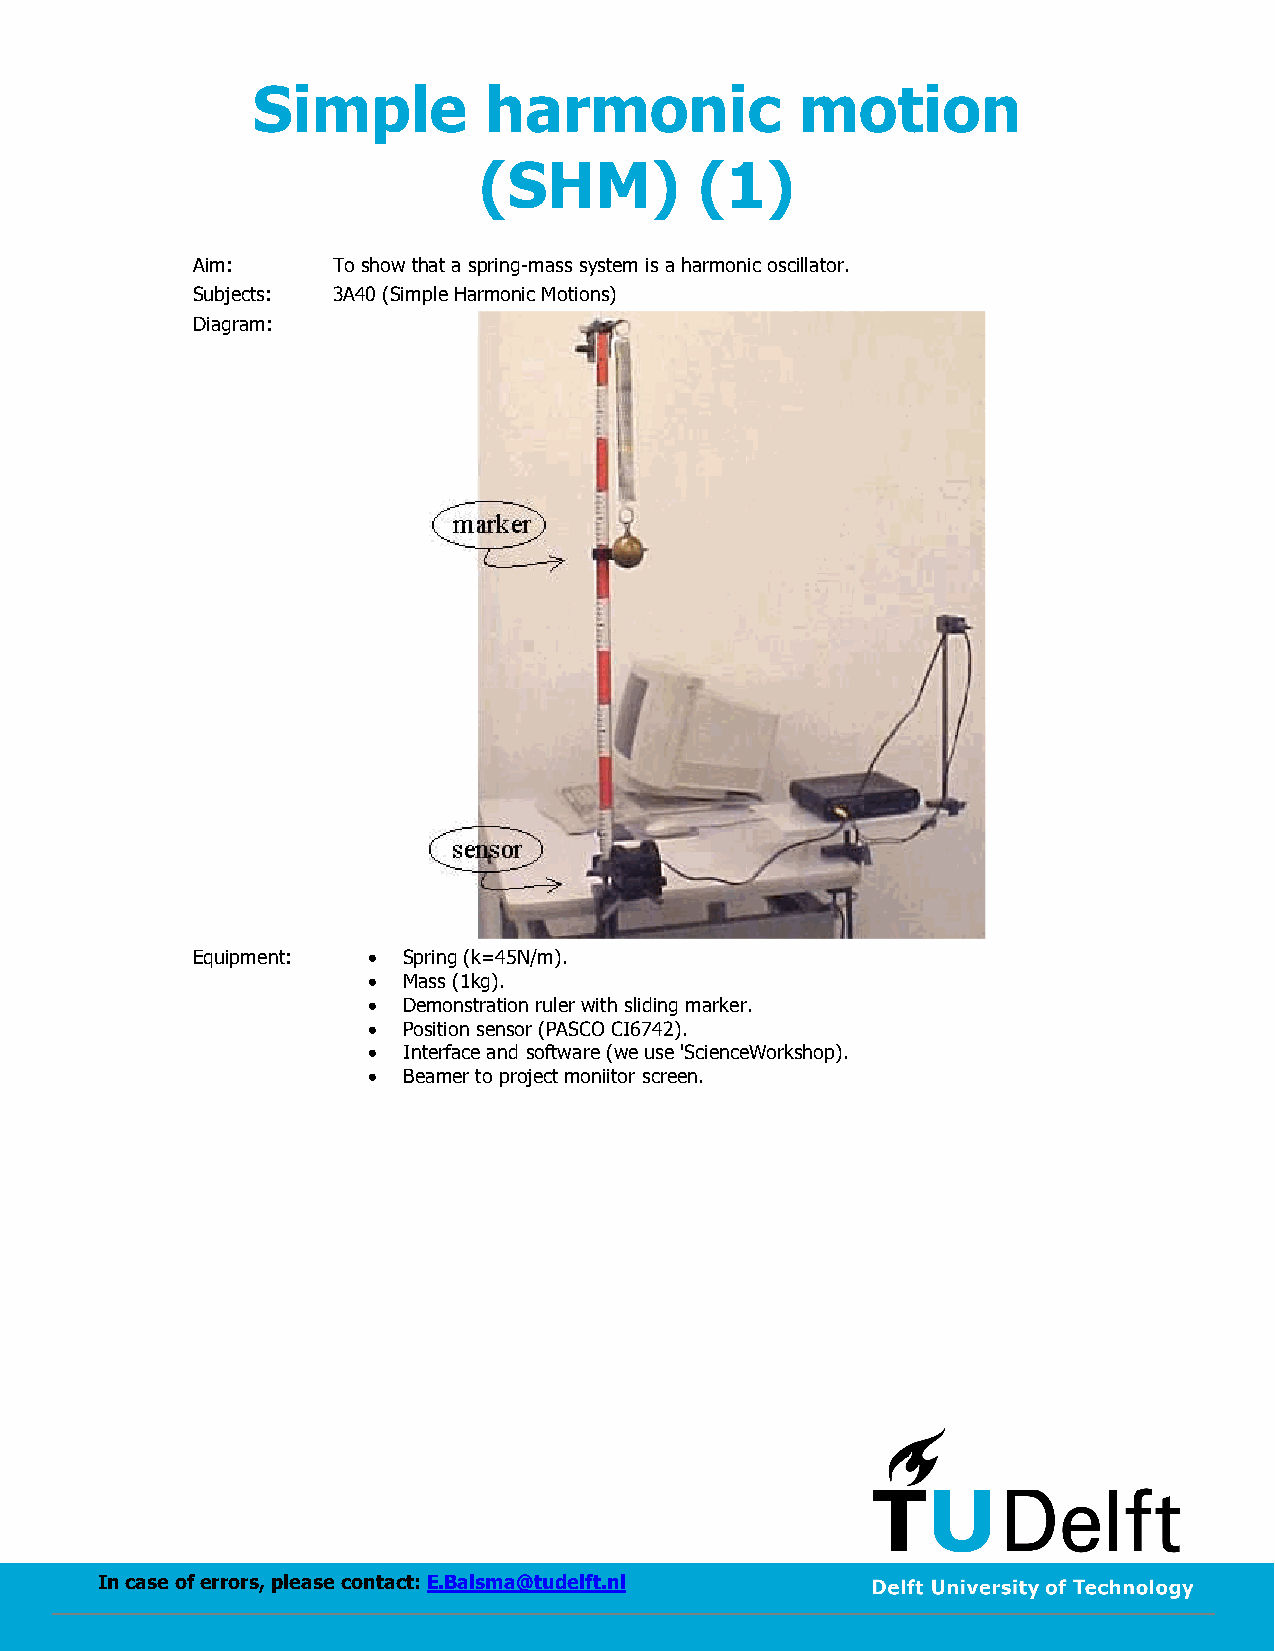 Simple harmonic motion
(SHM) (1)
Aim: To show that a spring-mass system is a harmonic oscillator.
Subjects: 3A40 (Simple Harmonic Motions)
Diagram:
marker
sensor
Equipment: • Spring (k=45N/m).
• Mass (1kg).
• Demonstration ruler with sliding marker.
• Position sensor (PASCO CI6742).
• Interface and software (we use 'ScienceWorkshop).
• Beamer to project moniitor screen.
TUDelft
In case of errors, please contact: E.Balsma@tudelft.nl
Delft University of Technology